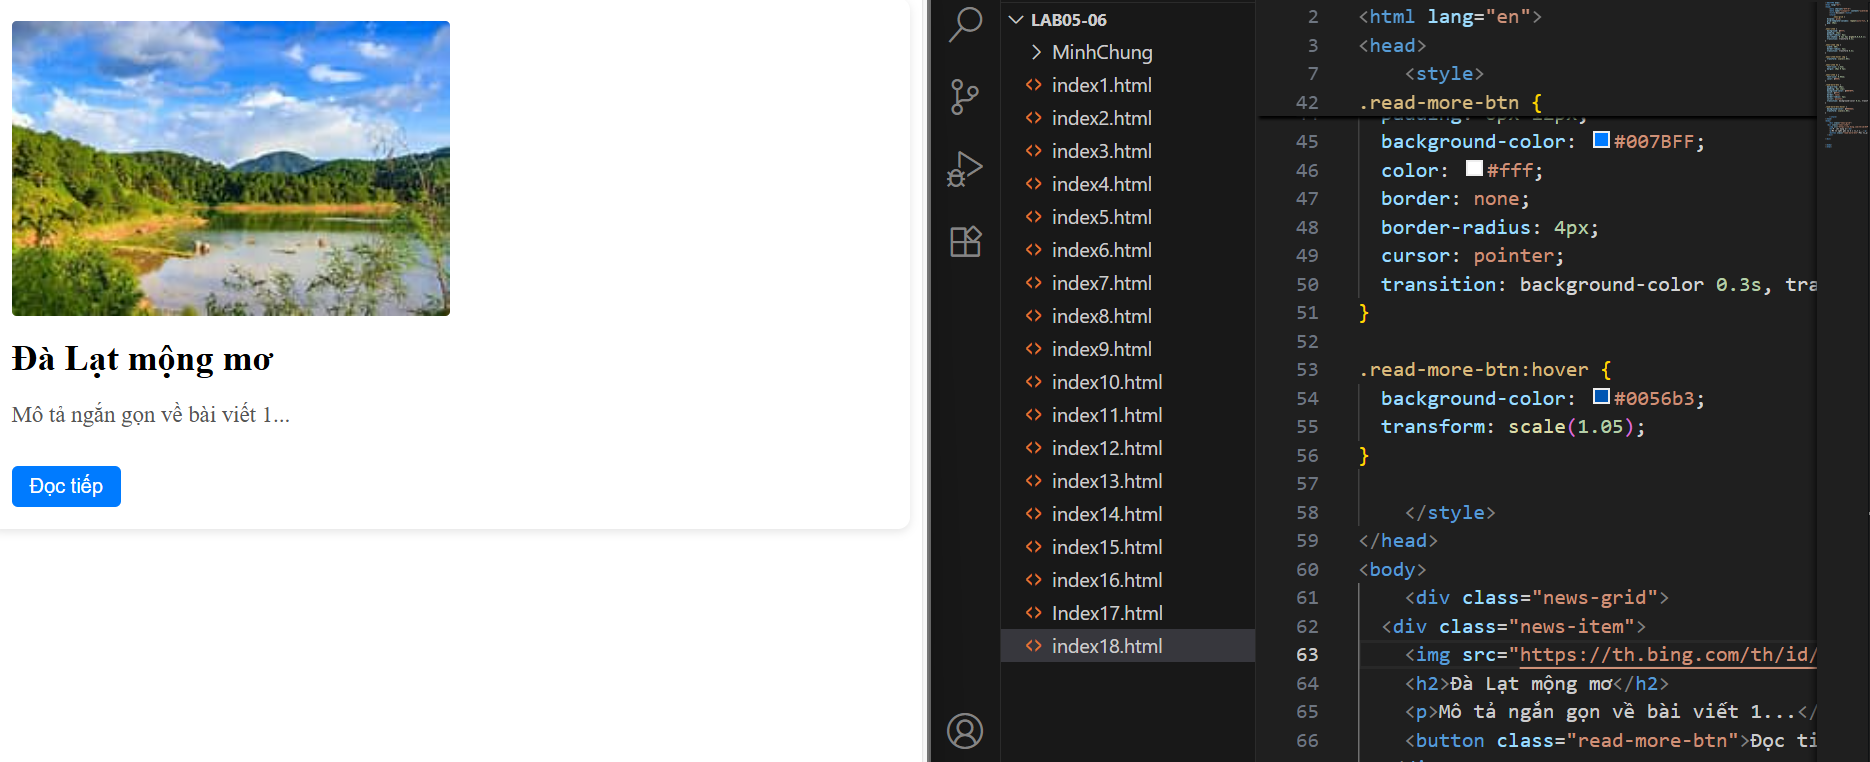 Đà Lạt mộng mơ
Mô tả ngắn gọn về bài viết 1...
Đọc tiếp
LAB05-06
MinhChung
index1.html
index2.html
index3.html
index4.html
index5.html
index6.html
index7.html
index8.html
index9.html
index10.html
index11.html
index12.html
index13.html
index14.html
index15.html
index16.html
Index17.html
index18.html
2 <html lang="en">
3 <head>
7 <style>
42 .read-more-btn {
45 background-color: #007BFF;
46 color: #fff;
47 border: none;
48 border-radius: 4px;
49 cursor: pointer;
50 transition: background-color 0.3s, tra
51 }
52
53 .read-more-btn:hover {
54 background-color: #0056b3;
55 transform: scale(1.05);
56 }
57
58 </style>
59 </head>
60 <body>
61 <div class="news-grid">
62 <div class="news-item">
63 <img src="https://th.bing.com/th/id/
64 <h2>Đà Lạt mộng mơ</h2>
65 <p>Mô tả ngắn gọn về bài viết 1...</
66 <button class="read-more-btn">Đọc ti